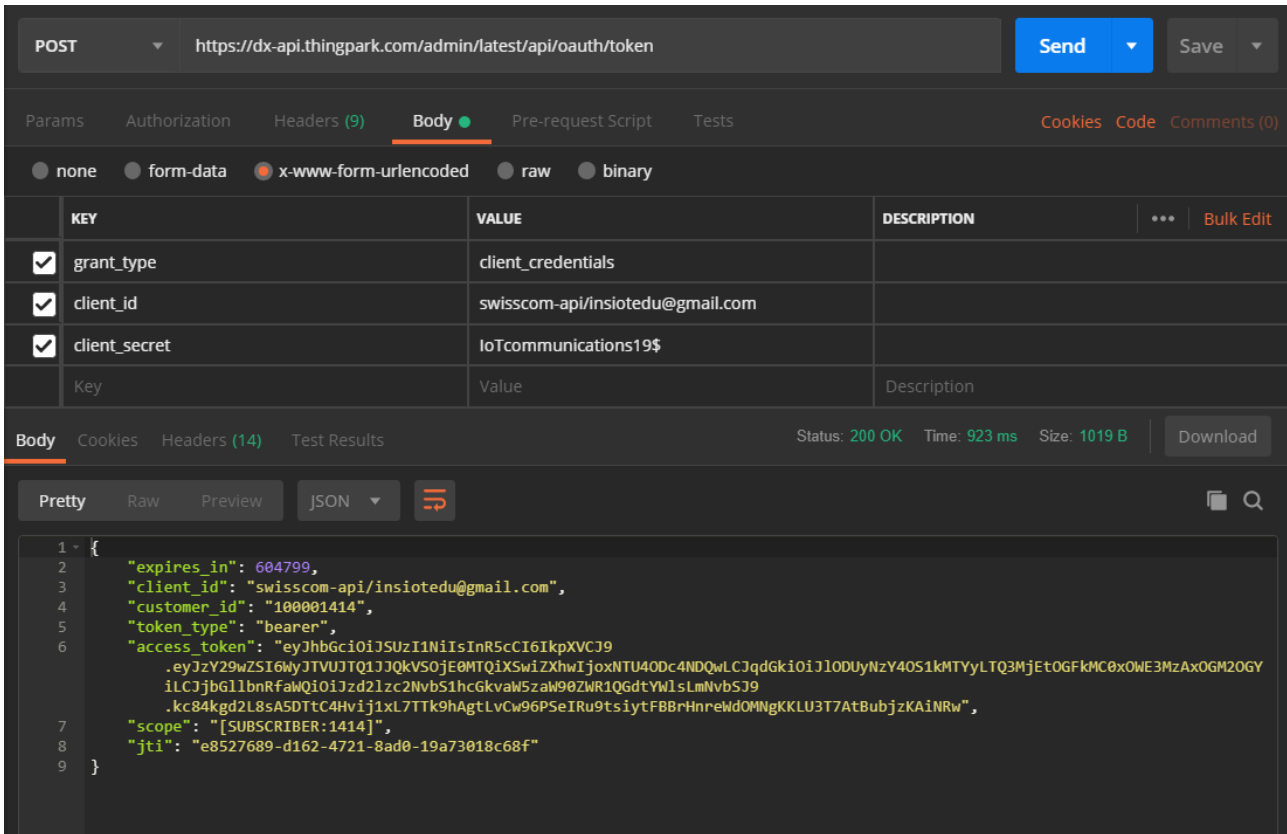 POST https://dx-api.thingpark.com/admin/latest/api/oauth/token Send Save
Params Authorization Headers (9) Body Pre-request Script Tests Cookies Code Comments (0)
none form-data x-www-form-urlencoded raw binary
KEY VALUE DESCRIPTION ••• Bulk Edit
grant_type client_credentials
client_id swisscom-api/insiotedu@gmail.com
client_secret IoTcommunications19$
Key Value Description
Body Cookies Headers (14) Test Results Status: 200 OK Time: 923 ms Size: 1019 B Download
Pretty Raw Preview JSON
1 {
2 "expires_in": 604799,
3 "client_id": "swisscom-api/insiotedu@gmail.com",
4 "customer_id": "100001414",
5 "token_type": "bearer",
6 "access_token": "eyJhbGciOiJSUzI1NiIsInR5cCI6IkpXVCJ9
.eyJzY29wZSI6WyJTVUJTQ1JJQkVSOjE0MTQiXSwiZXhwIjoxNTU4ODc4NDQwLCJqdGkiOiJlODUyNzY4OS1kMTYyLTQ3MjEtOGFkMC0xOWE3MzAxOGM2OGY
iLCJjbGllbnRfaWQiOiJzd2lzc2NvbS1hcGkvaW5zaW90ZWR1QGdtYWlsLmNvbSJ9
.kc84kgd2L8sA5DTtC4Hvij1xL7TTk9hAgtLvCw96PSeIRu9tsiytFBBrHnreWdOMNgKKLU3T7AtBubjzKAiNRw",
7 "scope": "[SUBSCRIBER:1414]",
8 "jti": "e8527689-d162-4721-8ad0-19a73018c68f"
9 }